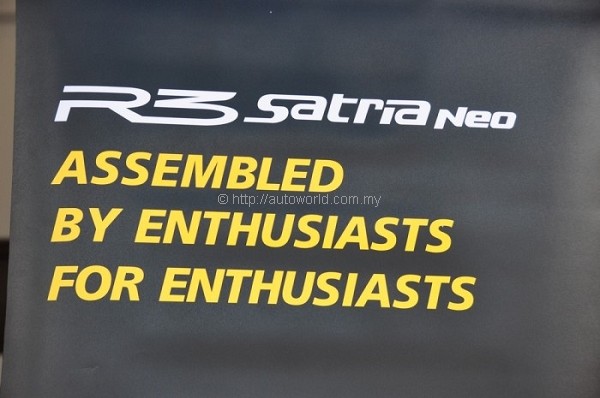 R3 Satria Neo
ASSEMBLED
© http://autoworld.com.my
BY ENTHUSIASTS
FOR ENTHUSIASTS